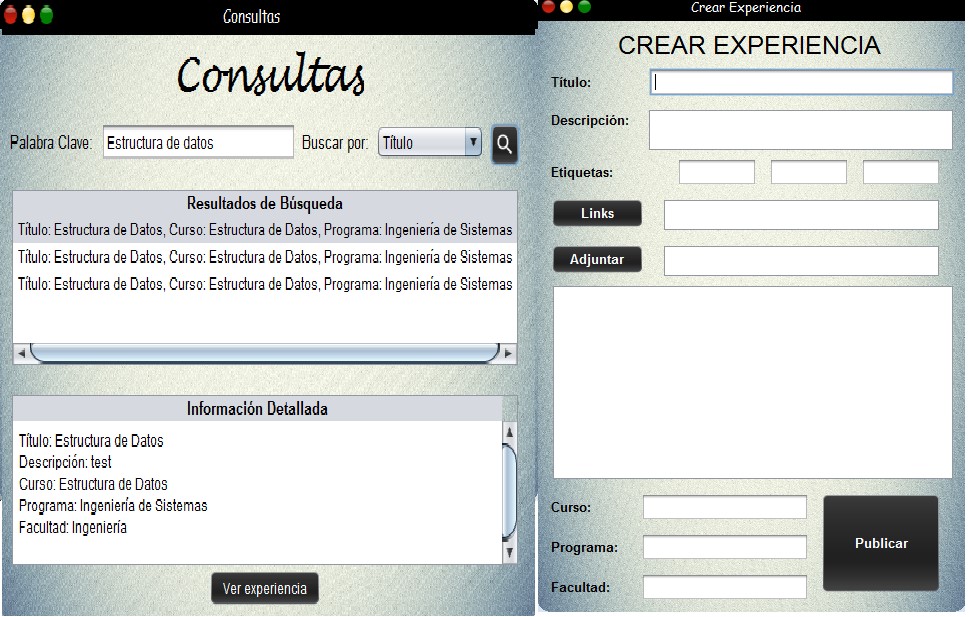 Consultas
Consultas
Palabra Clave: Estructura de datos Buscar por: Título
Resultados de Búsqueda
Título: Estructura de Datos, Curso: Estructura de Datos, Programa: Ingeniería de Sistemas
Título: Estructura de Datos, Curso: Estructura de Datos, Programa: Ingeniería de Sistemas
Título: Estructura de Datos, Curso: Estructura de Datos, Programa: Ingeniería de Sistemas
Información Detallada
Título: Estructura de Datos
Descripción: test
Curso: Estructura de Datos
Programa: Ingeniería de Sistemas
Facultad: Ingeniería
Ver experiencia
Crear Experiencia
CREAR EXPERIENCIA
Título:
Descripción:
Etiquetas:
Links
Adjuntar
Curso:
Programa:
Facultad:
Publicar